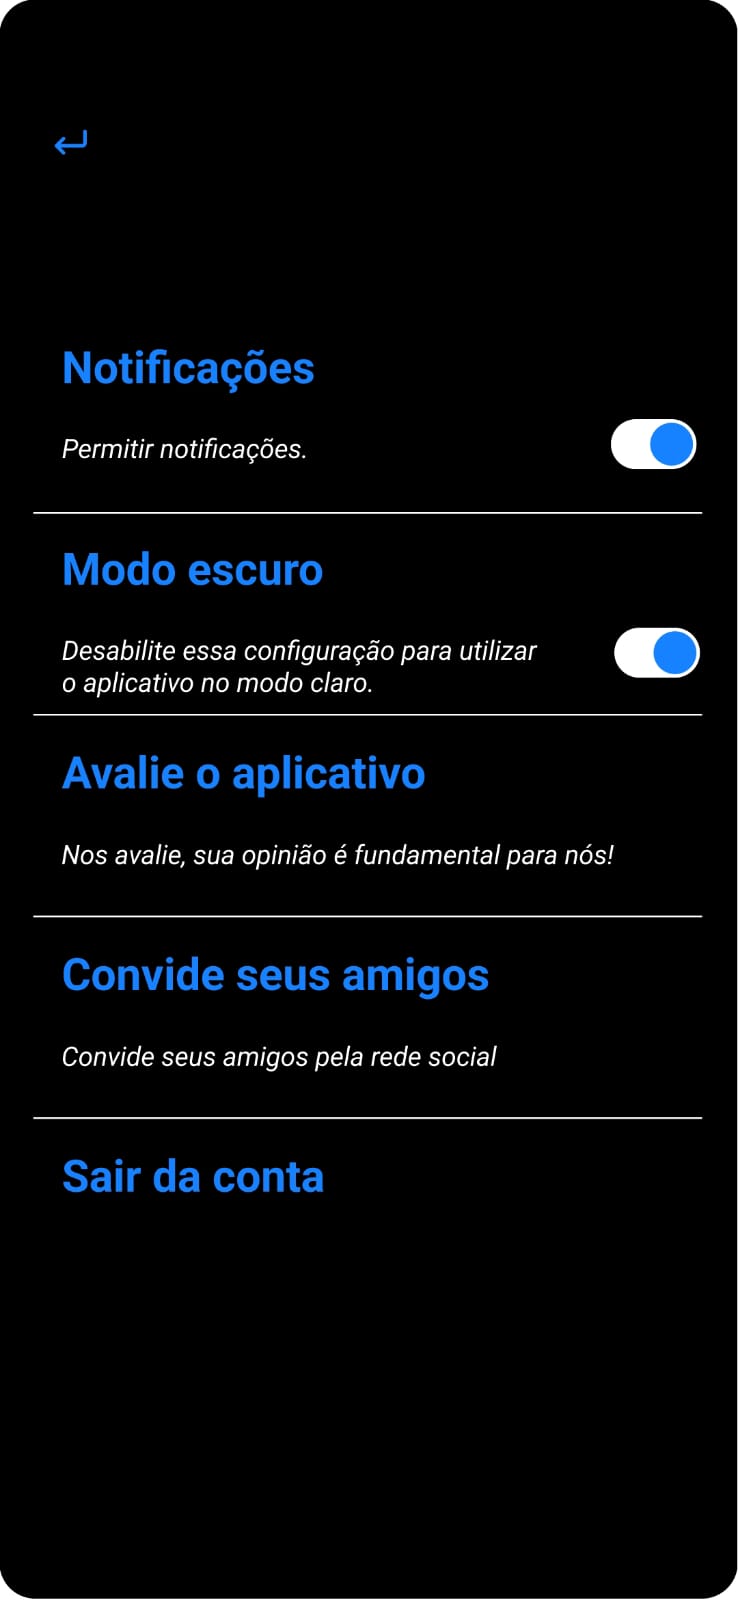 Notificações
Permitir notificações.
Modo escuro
Desabilite essa configuração para utilizar
o aplicativo no modo claro.
Avalie o aplicativo
Nos avalie, sua opinião é fundamental para nós!
Convide seus amigos
Convide seus amigos pela rede social
Sair da conta